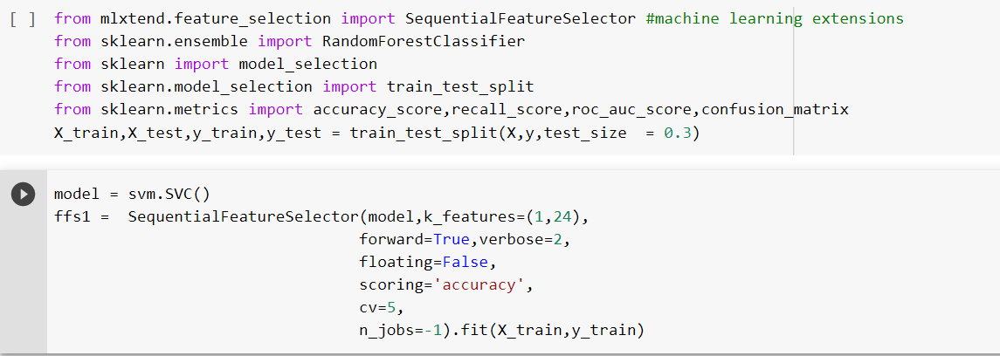 [ ] from mlxtend.feature_selection import SequentialFeatureSelector #machine learning extensions
from sklearn.ensemble import RandomForestClassifier
from sklearn import model_selection
from sklearn.model_selection import train_test_split
from sklearn.metrics import accuracy_score,recall_score,roc_auc_score,confusion_matrix
X_train,X_test,y_train,y_test = train_test_split(X,y,test_size  = 0.3)
model = svm.SVC()
ffs1 =  SequentialFeatureSelector(model,k_features=(1,24),
forward=True,verbose=2,
floating=False,
scoring='accuracy',
cv=5,
n_jobs=-1).fit(X_train,y_train)